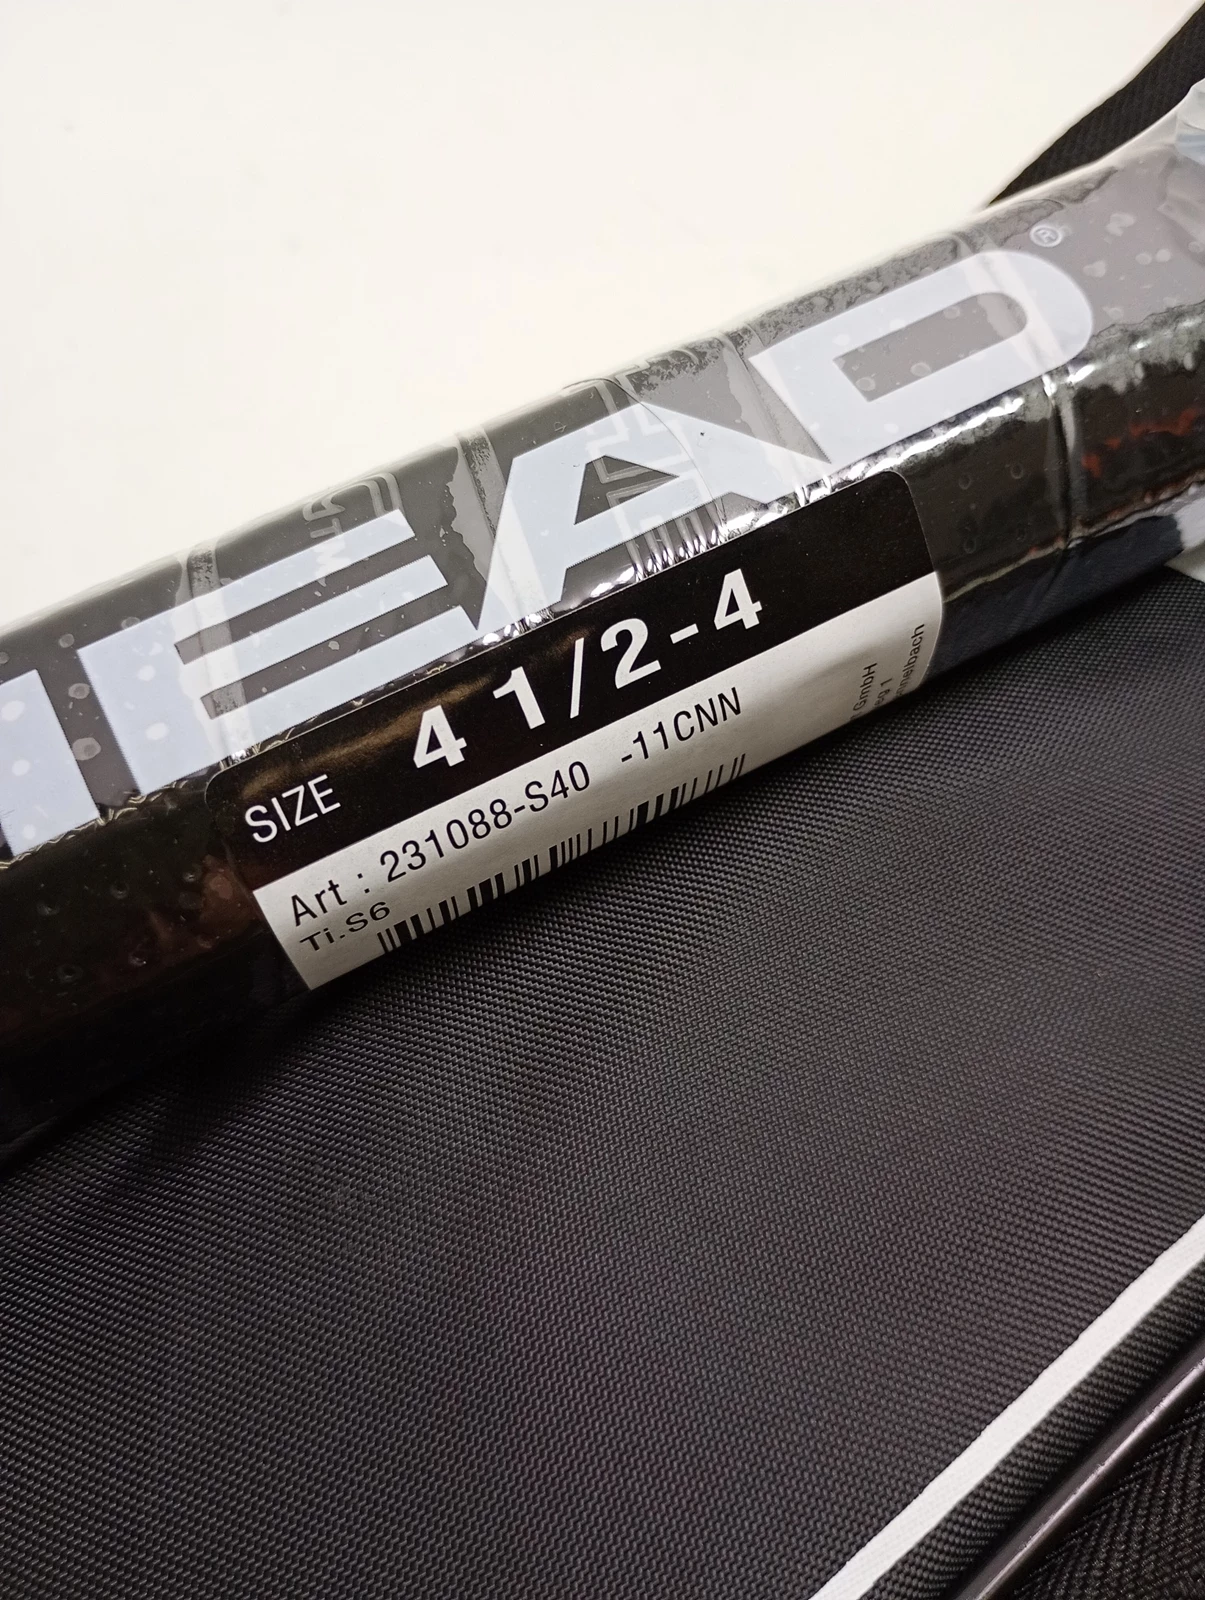 HEAD®
SIZE 4 1/2-4
Art : 231088-S40 -11CNN
Ti.S6
GmbH